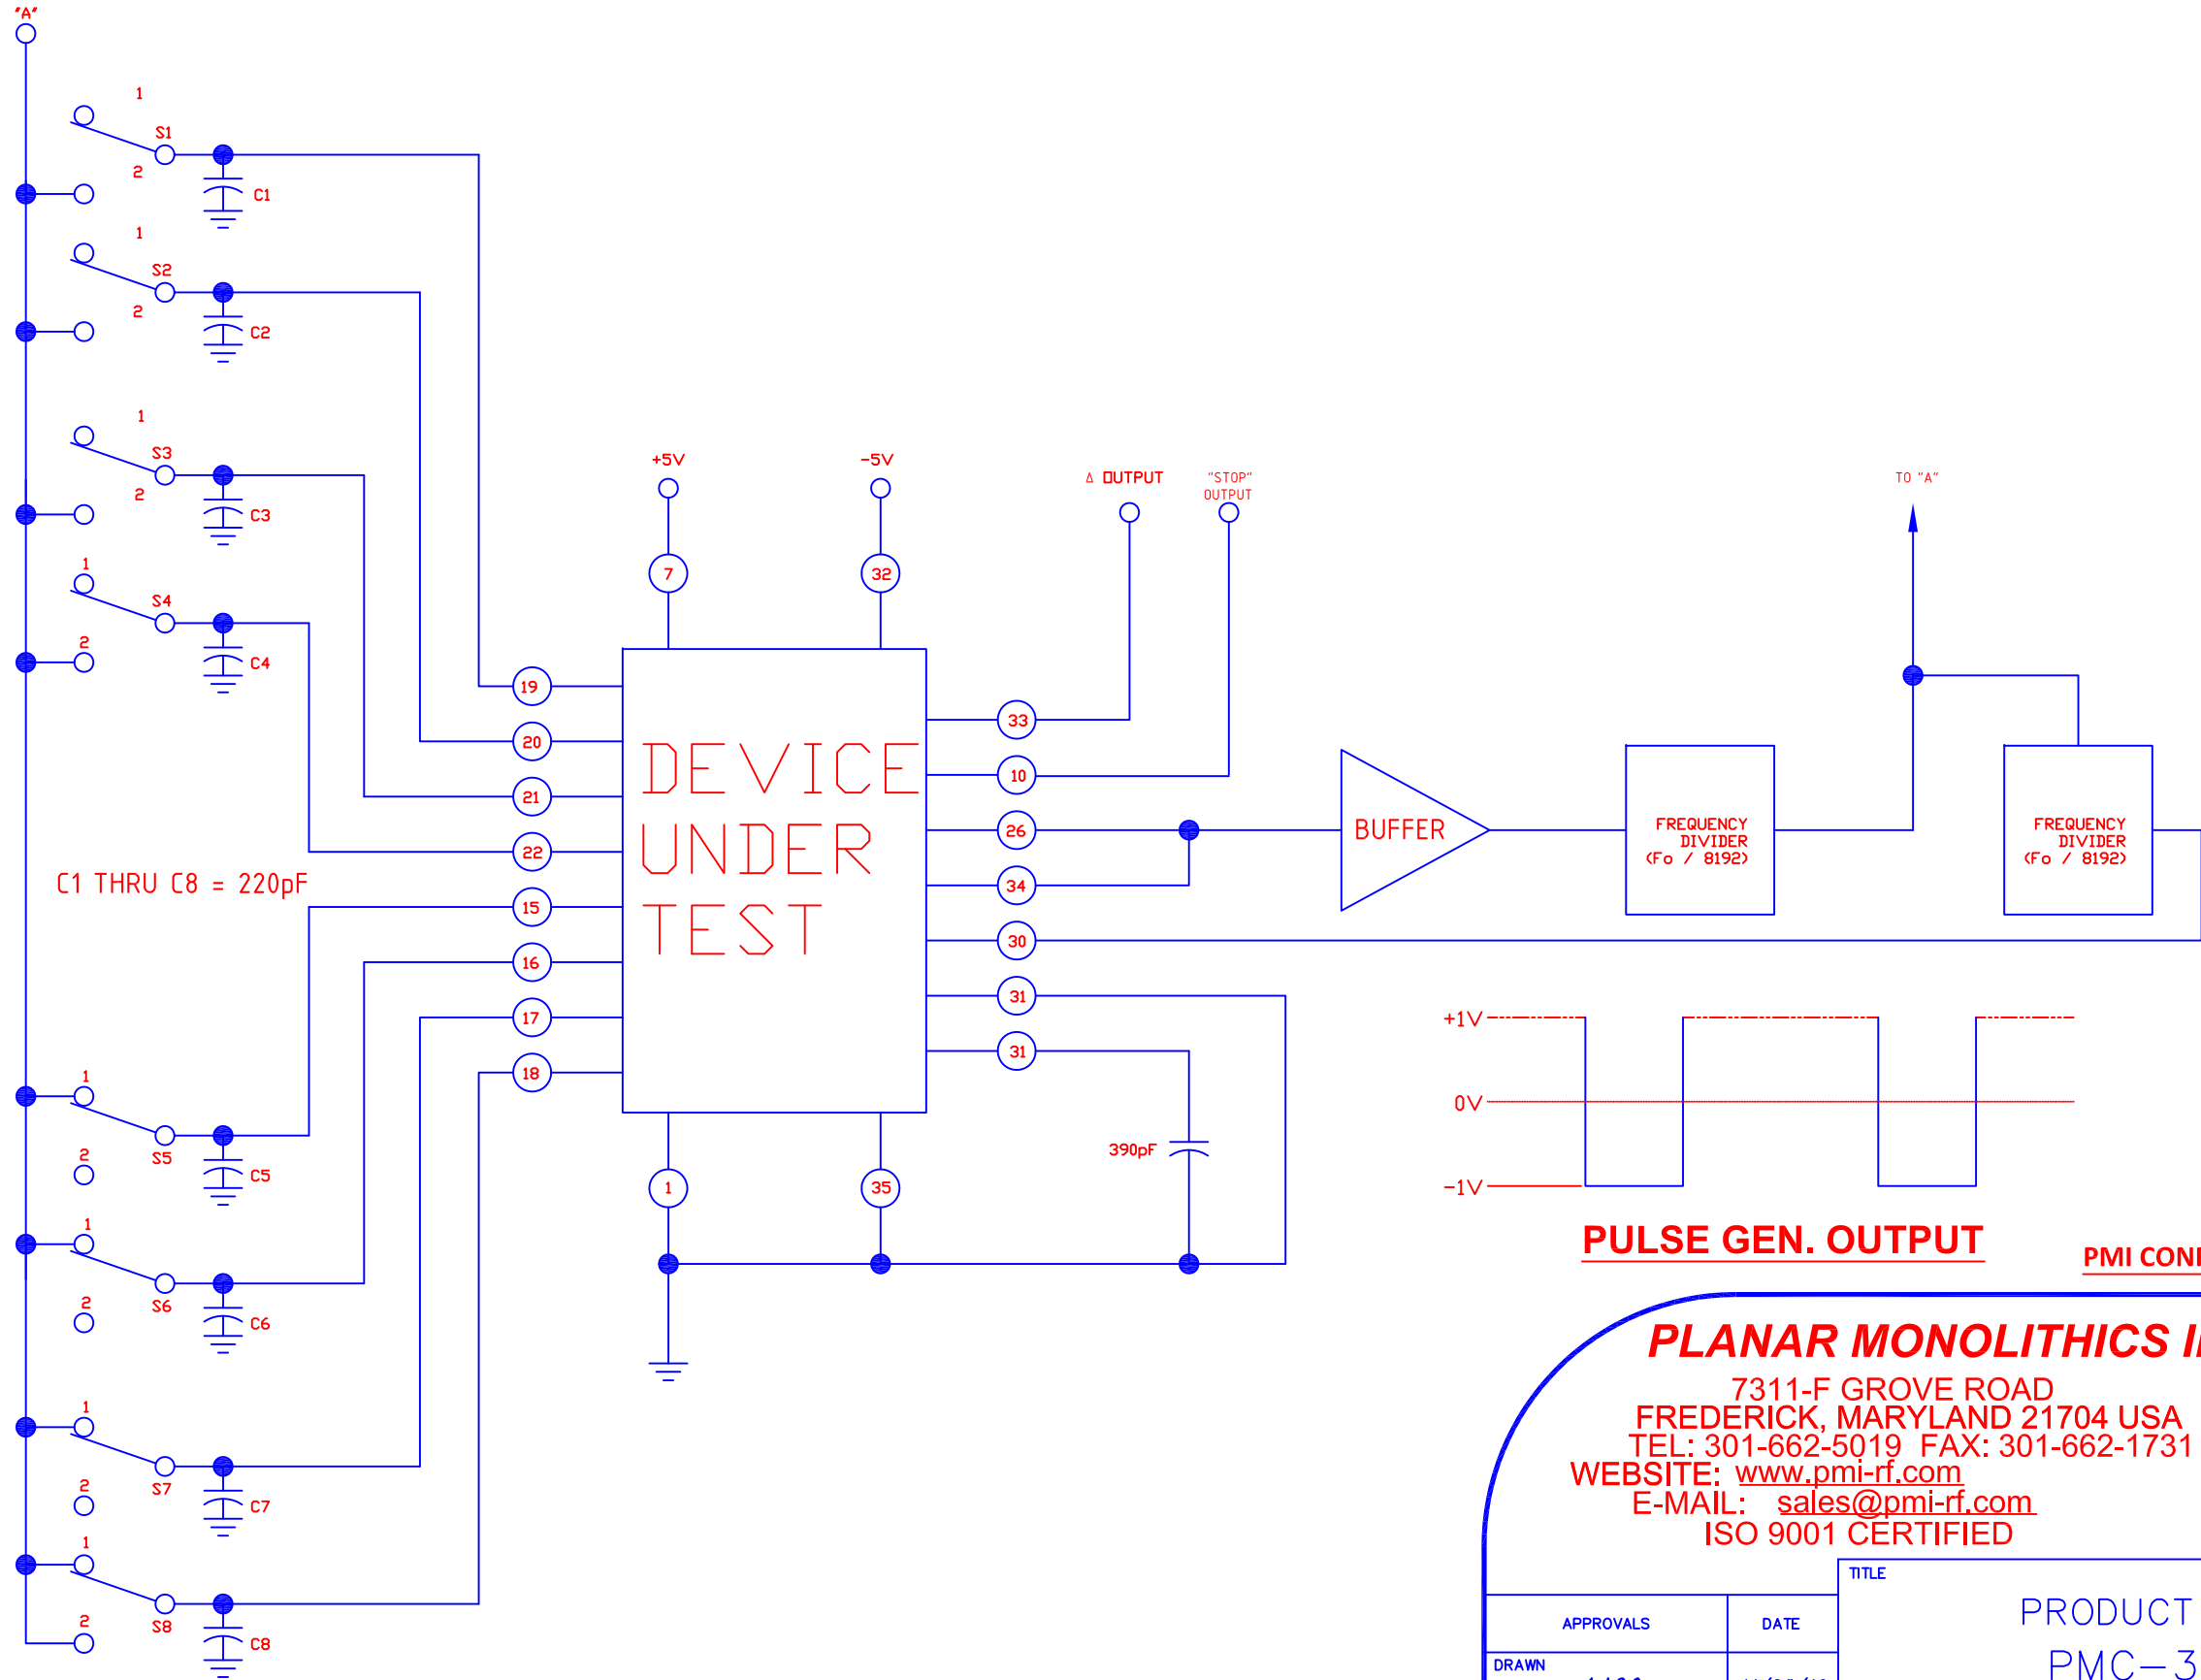 "A"
1
S1
2
C1
1
S2
2
C2
1
S3
2
C3
1
S4
2
C4
C1 THRU C8 = 220pF
1
2
S5
C5
1
2
S6
C6
1
2
S7
C7
1
2
S8
C8
+5V
-5V
7
32
19
20
21
22
15
16
17
18
DEVICE
UNDER
TEST
33
10
26
34
30
31
31
1
35
Δ OUTPUT
"STOP"
OUTPUT
390pF
BUFFER
FREQUENCY
DIVIDER
(Fo / 8192)
TO "A"
FREQUENCY
DIVIDER
(Fo / 8192)
+1V
0V
-1V
PULSE GEN. OUTPUT
PMI
PLANAR MONOLITHICS
7311-F GROVE ROAD
FREDERICK, MARYLAND 21704 USA
TEL: 301-662-5019 FAX: 301-662-1731
WEBSITE: www.pmi-rf.com
E-MAIL: sales@pmi-rf.com
ISO 9001 CERTIFIED
TITLE
PRODUCT
PMC-3
APPROVALS
DATE
DRAWN